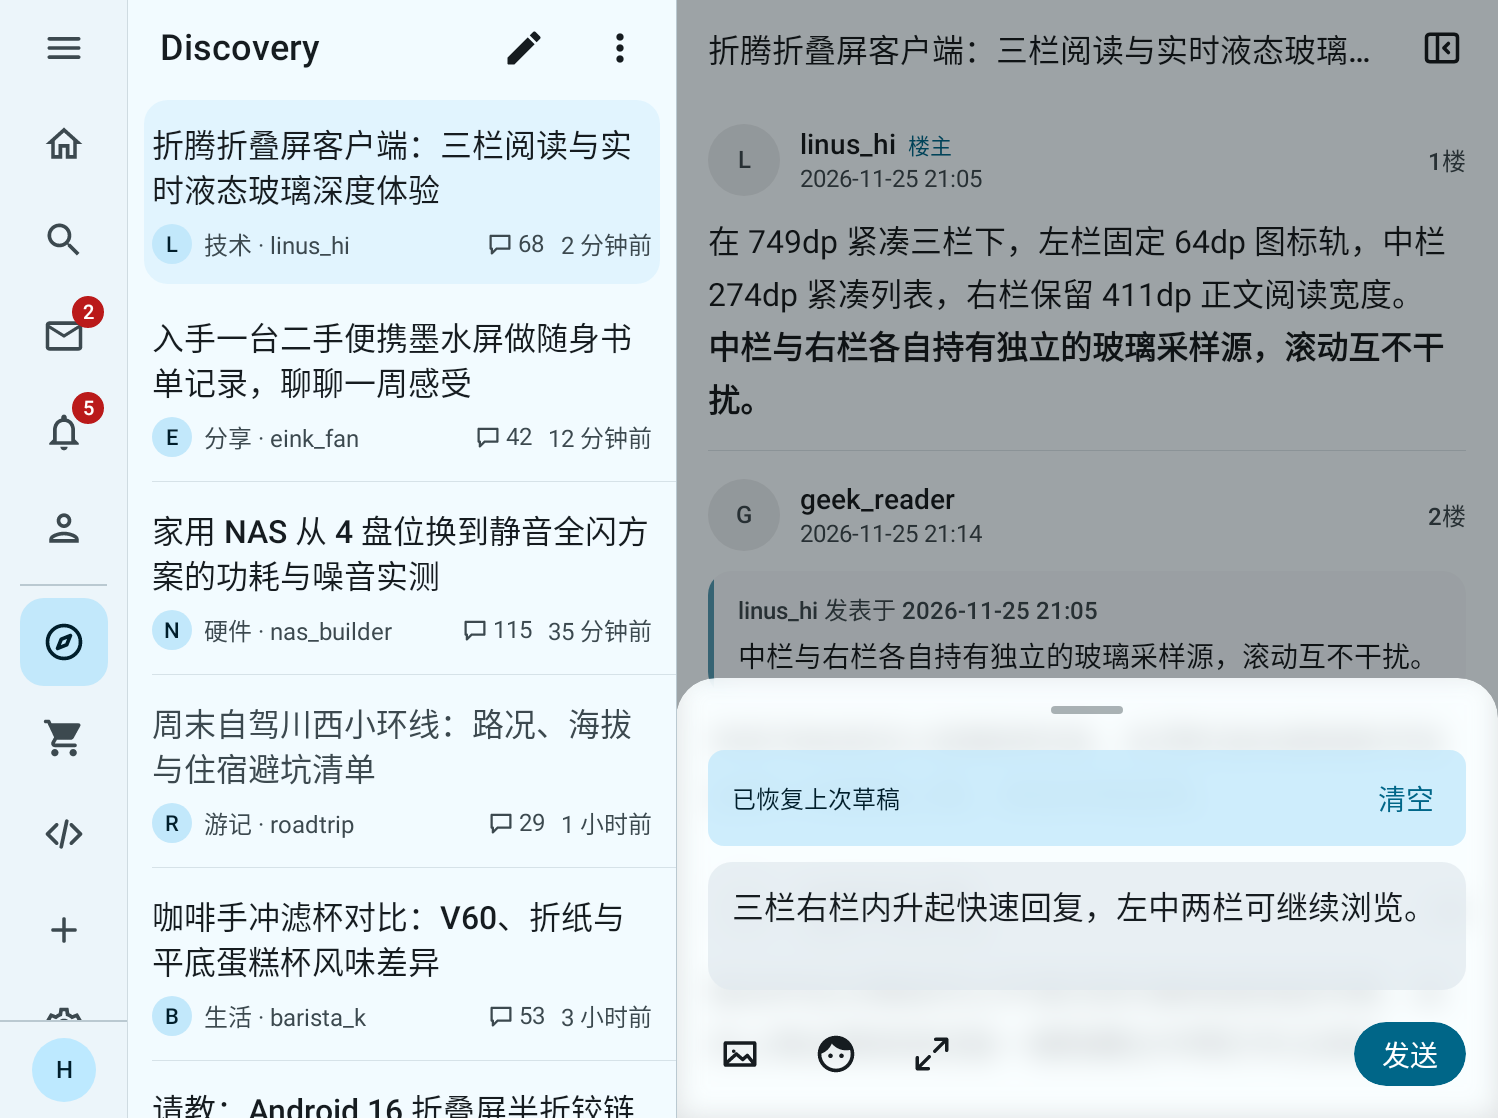 2
5
H
Discovery
折腾折叠屏客户端：三栏阅读与实
时液态玻璃深度体验
L 技术 · linus_hi 68 2 分钟前
入手一台二手便携墨水屏做随身书
单记录，聊聊一周感受
E 分享 · eink_fan 42 12 分钟前
家用 NAS 从 4 盘位换到静音全闪方
案的功耗与噪音实测
N 硬件 · nas_builder 115 35 分钟前
周末自驾川西小环线：路况、海拔
与住宿避坑清单
R 游记 · roadtrip 29 1 小时前
咖啡手冲滤杯对比：V60、折纸与
平底蛋糕杯风味差异
B 生活 · barista_k 53 3 小时前
请教：Android 16 折叠屏半折铰链
折腾折叠屏客户端：三栏阅读与实时液态玻璃…
L linus_hi 楼主 1楼
2026-11-25 21:05
在 749dp 紧凑三栏下，左栏固定 64dp 图标轨，中栏
274dp 紧凑列表，右栏保留 411dp 正文阅读宽度。
中栏与右栏各自持有独立的玻璃采样源，滚动互不干
扰。
G geek_reader 2楼
2026-11-25 21:14
linus_hi 发表于 2026-11-25 21:05
中栏与右栏各自持有独立的玻璃采样源，滚动互不干扰。
已恢复上次草稿 清空
三栏右栏内升起快速回复，左中两栏可继续浏览。
发送